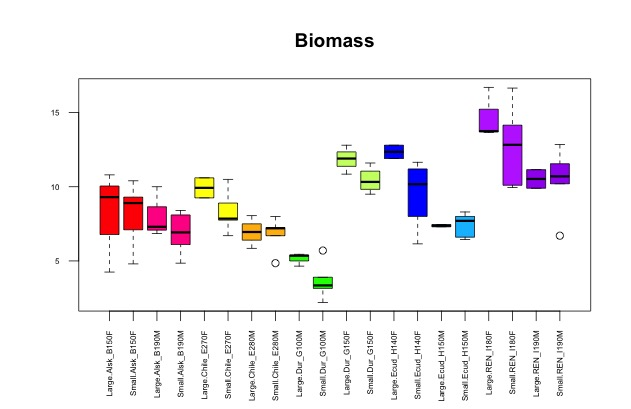 Biomass
15
10
5
Large.Alsk_B150F
Small.Alsk_B150F
Large.Alsk_B190M
Small.Alsk_B190M
Large.Chile_E270F
Small.Chile_E270F
Large.Chile_E280M
Small.Chile_E280M
Large.Dur_G100M
Small.Dur_G100M
Large.Dur_G150F
Small.Dur_G150F
Large.Ecud_H140F
Small.Ecud_H140F
Large.Ecud_H150M
Small.Ecud_H150M
Large.REN_I180F
Small.REN_I180F
Large.REN_I190M
Small.REN_I190M